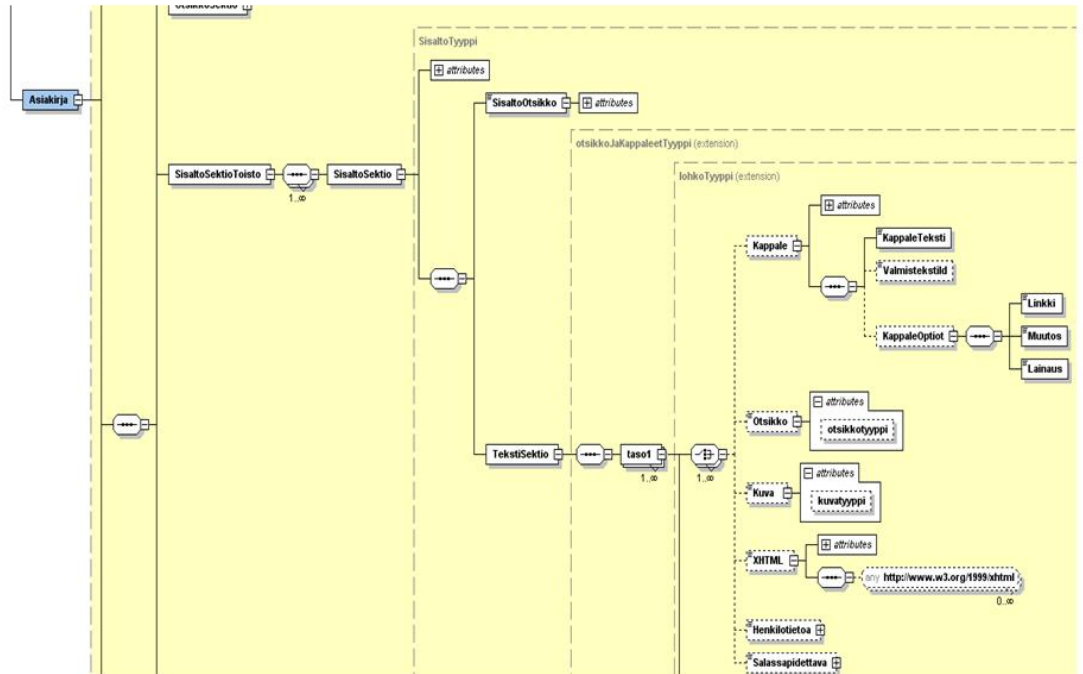 OtsikkoSektio
SisaltoTyyppi
attributes
Asiakirja
SisaltoOtsikko
attributes
otsikkoJaKappaleetTyyppi (extension)
SisaltoSektioToisto
1..∞
SisaltoSektio
lohkoTyyppi (extension)
attributes
Kappale
KappaleTeksti
ValmistekstiId
KappaleOptiot
Linkki
Muutos
Lainaus
attributes
Otsikko
otsikkotyyppi
TekstiSektio
taso1
1..∞
1..∞
attributes
Kuva
kuvatyyppi
attributes
XHTML
any http://www.w3.org/1999/xhtml
0..∞
Henkilotietoa
Salassapidettava